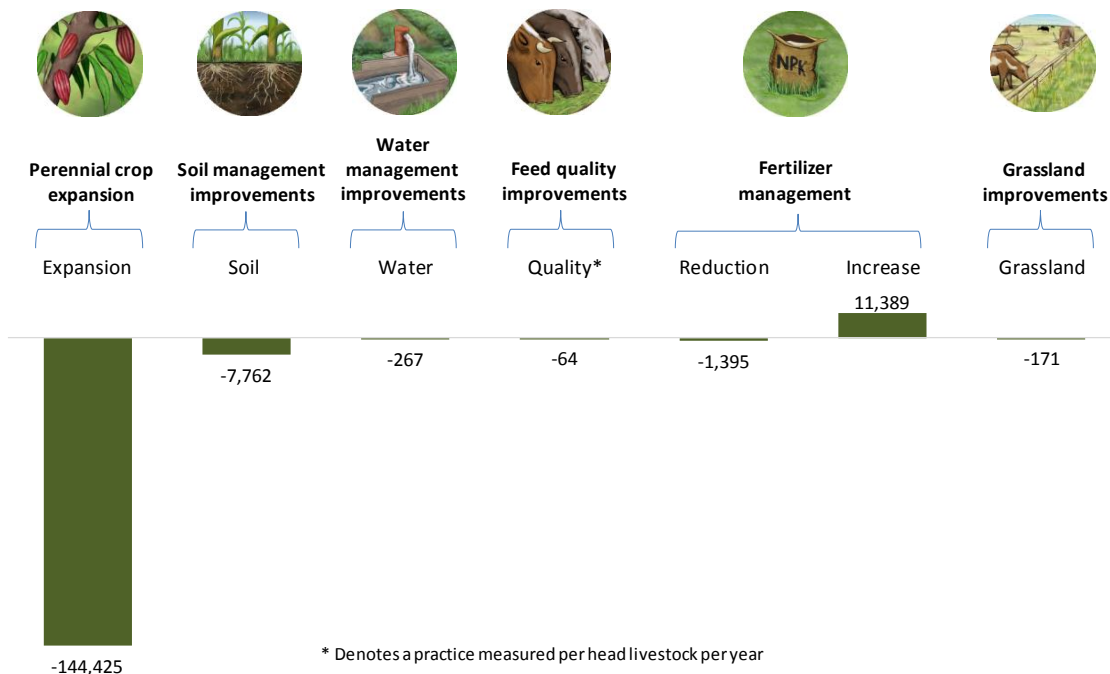 NPK
Perennial crop
expansion
Soil management
improvements
Water
management
improvements
Feed quality
improvements
Fertilizer
management
Grassland
improvements
Expansion
Soil
Water
Quality*
Reduction
Increase
Grassland
-144,425
-7,762
-267
-64
-1,395
11,389
-171
* Denotes a practice measured per head livestock per year